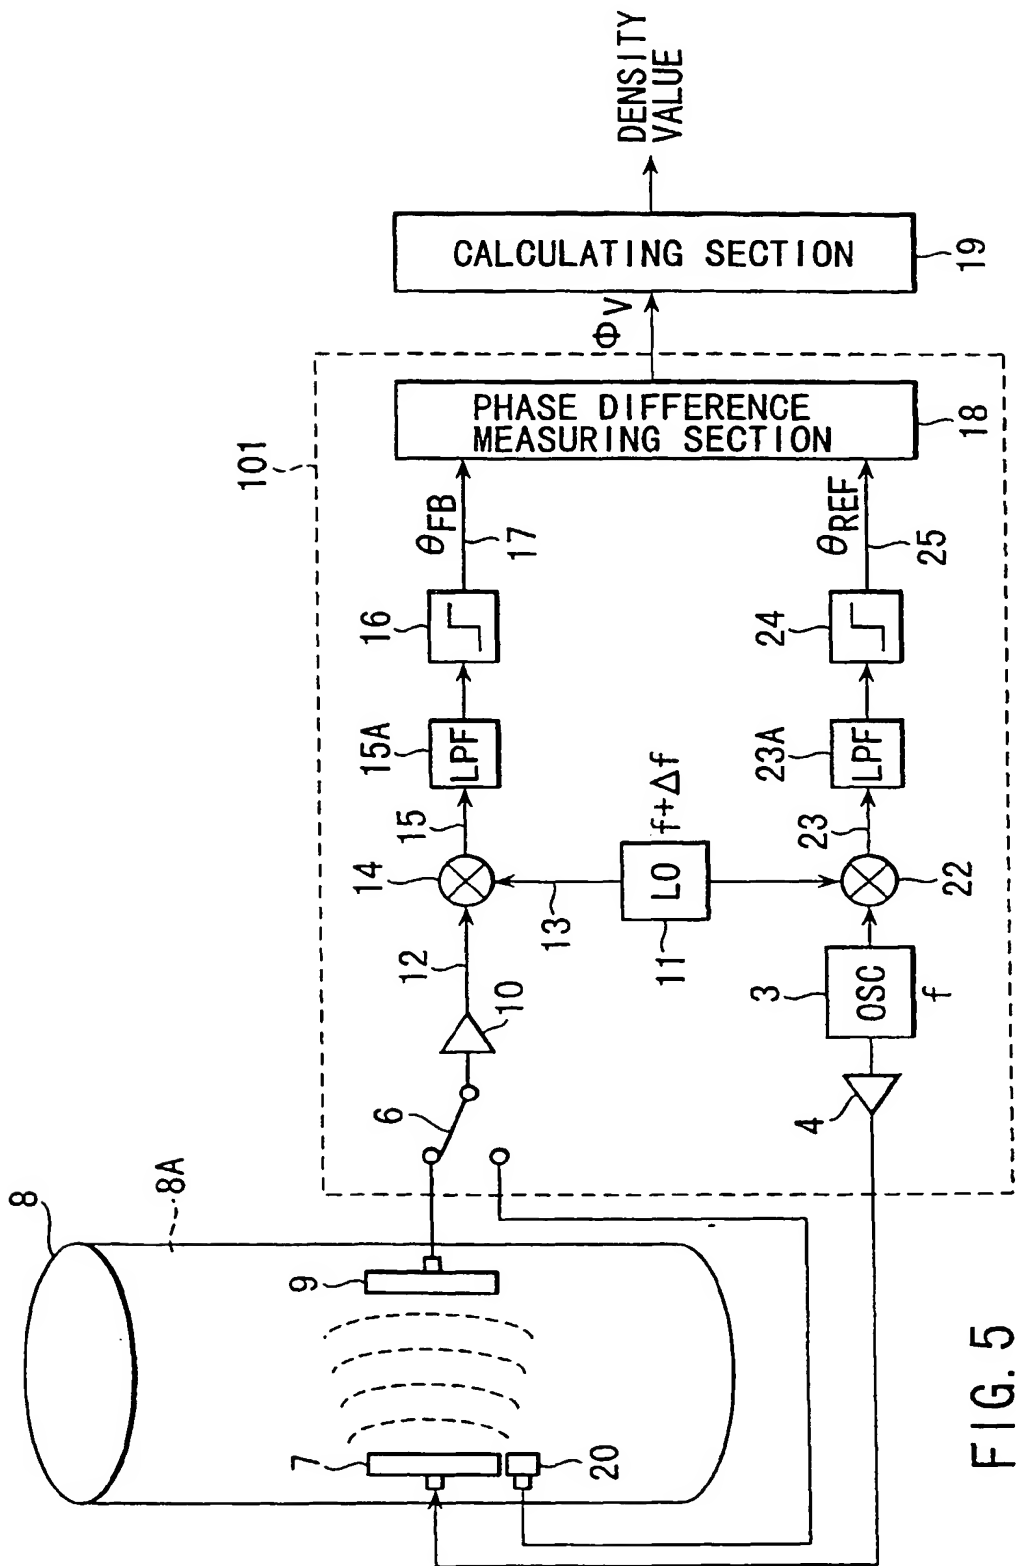 8
8A
7
9
20
101
6
10
12
14
15
15A
LPF
16
θFB
17
13
LO
f+Δf
11
4
3
OSC
f
22
23
23A
LPF
24
θREF
25
PHASE DIFFERENCE
MEASURING SECTION
18
ΦV
CALCULATING SECTION
19
DENSITY
VALUE
FIG. 5